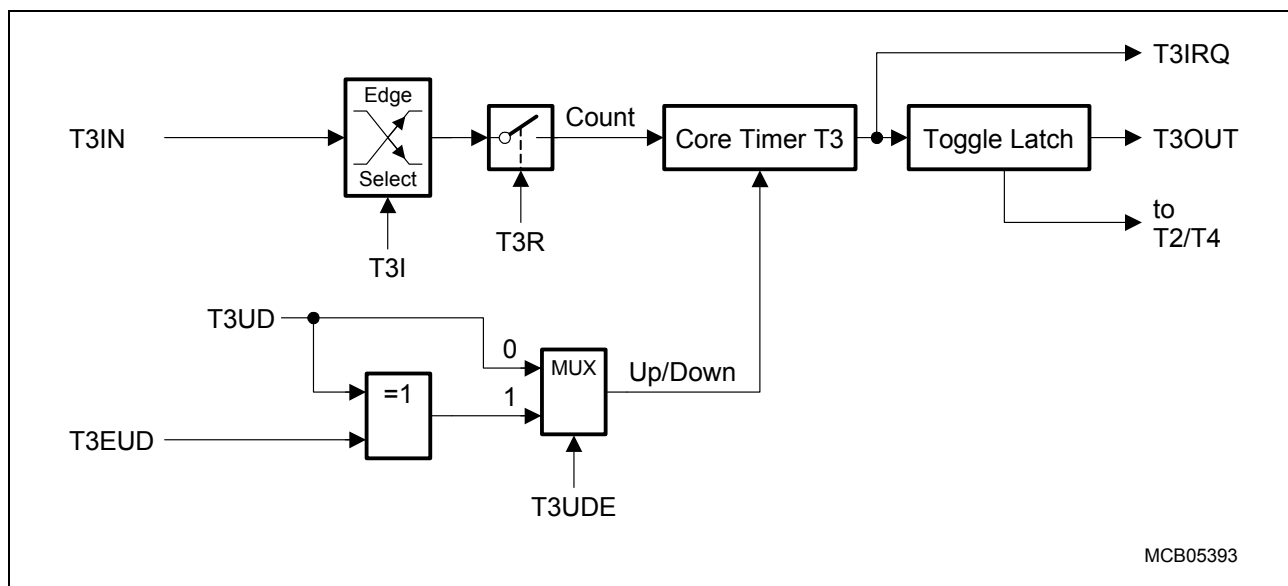 T3IRQ
Edge
Select
T3IN
Count
Core Timer T3
Toggle Latch
T3OUT
to
T2/T4
T3R
T3I
T3UD
0
MUX
Up/Down
=1
1
T3EUD
T3UDE
MCB05393